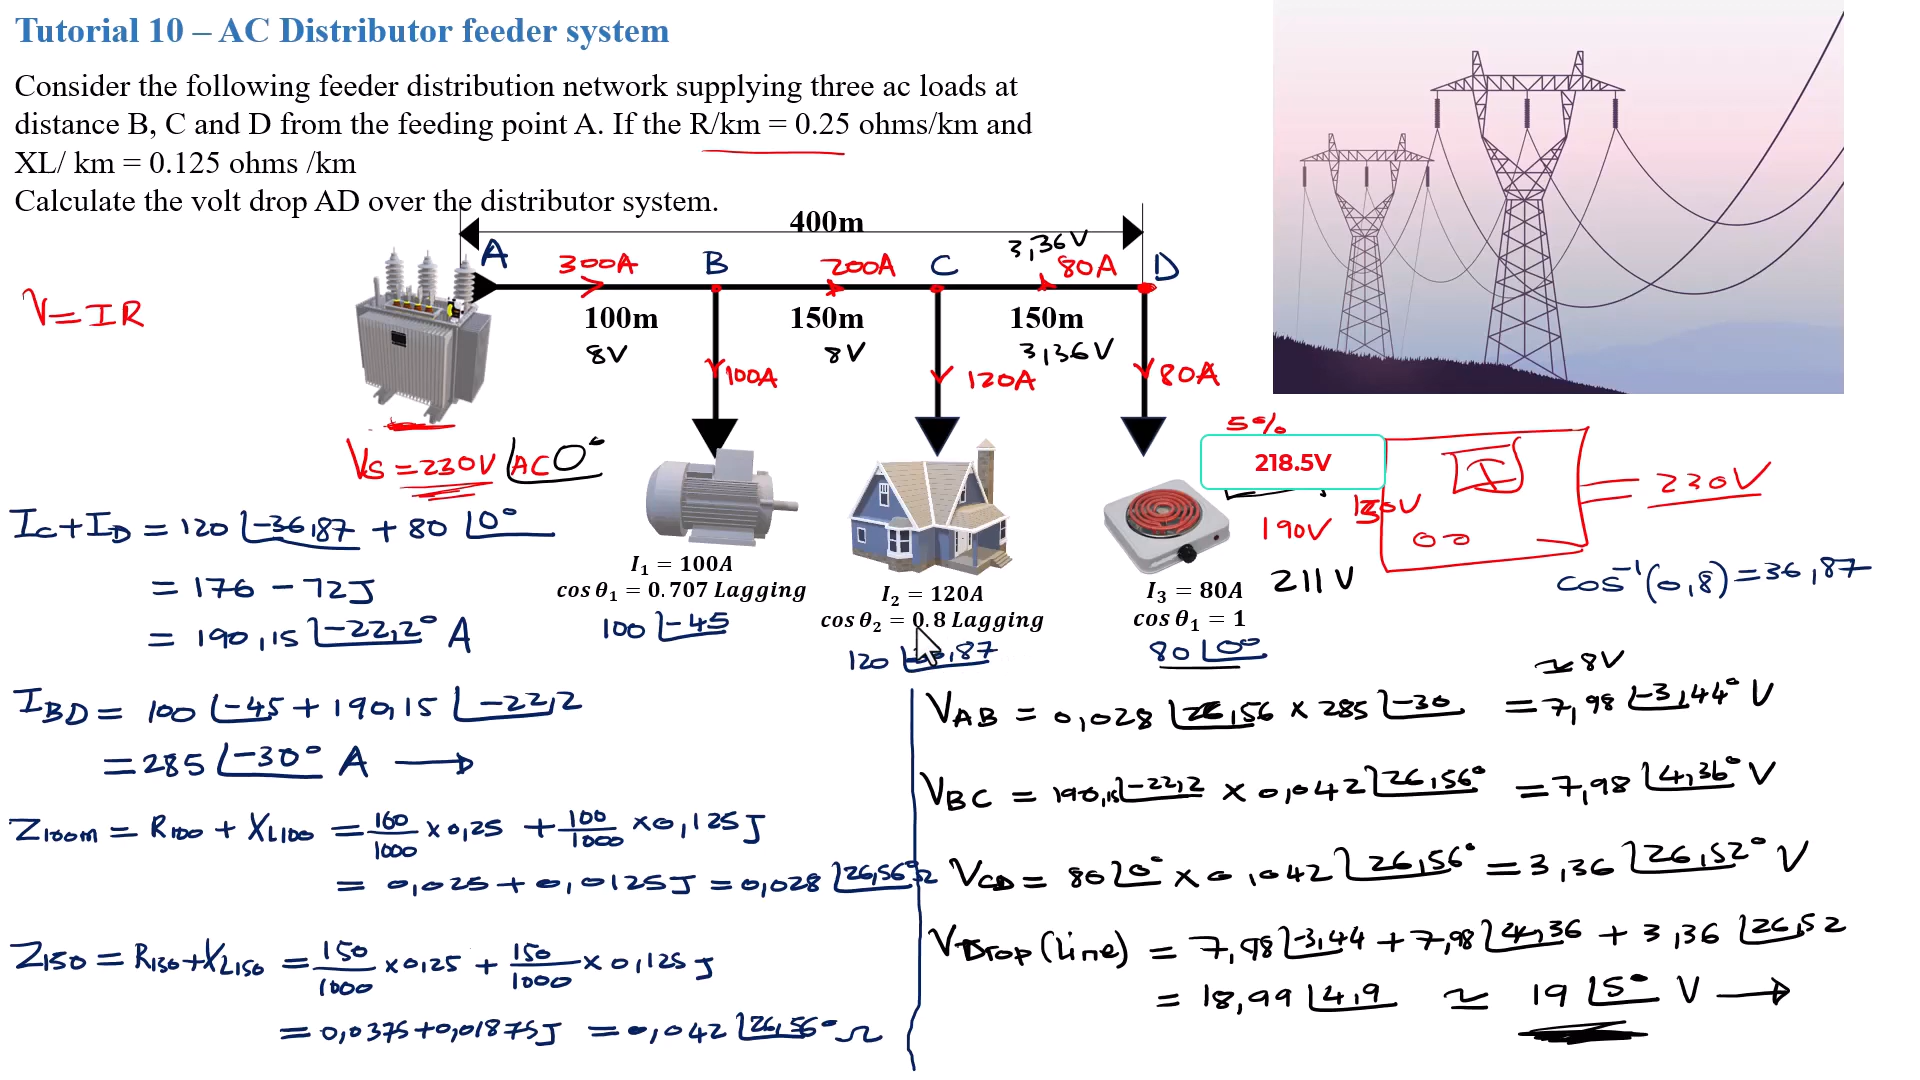 Tutorial 10 – AC Distributor feeder system
Consider the following feeder distribution network supplying three ac loads at
distance B, C and D from the feeding point A. If the R/km = 0.25 ohms/km and
XL/ km = 0.125 ohms /km
Calculate the volt drop AD over the distributor system.
400m
3,36V
A 300A B 200A C 80A D
V=IR
100m 150m 150m
8V 8V 3,36V
100A 120A 80A
5%
218.5V
Vs = 230V AC 0°
190V
230V
211V
I₁ = 100A
cos θ₁ = 0.707 Lagging
100 ∠-45
I₂ = 120A
cos θ₂ = 0.8 Lagging
120 ,87
I₃ = 80A
cos θ₁ = 1
80 ∠0°
cos⁻¹(0,8) = 36,87
Ic + ID = 120 ∠-36,87 + 80 ∠0°
= 176 - 72J
= 190,15 ∠-22,2° A
IBD = 100 ∠-45 + 190,15 ∠-22,2
= 285 ∠-30° A →
Z100m = R100 + XL100 = 100/1000 x 0,25 + 100/1000 x 0,125J
= 0,025 + 0,0125J = 0,028 ∠26,56° Ω
Z150 = R150 + XL150 = 150/1000 x 0,25 + 150/1000 x 0,125J
= 0,0375 + 0,01875J = 0,042 ∠26,56° Ω
≃ 8V
VAB = 0,028 ∠26,56 x 285 ∠-30 = 7,98 ∠-3,44° V
VBC = 190,15 ∠-22,2 x 0,042 ∠26,56° = 7,98 ∠4,36° V
VCD = 80 ∠0° x 0,042 ∠26,56° = 3,36 ∠26,52° V
VDrop (Line) = 7,98 ∠-3,44 + 7,98 ∠4,36 + 3,36 ∠26,52
= 18,99 ∠4,9 ≃ 19 ∠5° V →